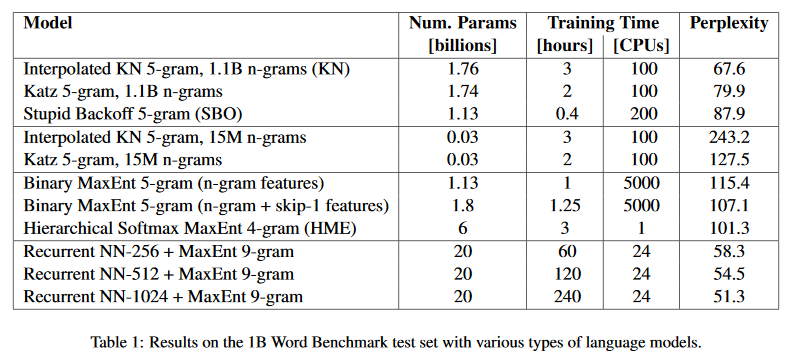 Model Num. Params Training Time Perplexity
[billions] [hours] [CPUs]
Interpolated KN 5-gram, 1.1B n-grams (KN) 1.76 3 100 67.6
Katz 5-gram, 1.1B n-grams 1.74 2 100 79.9
Stupid Backoff 5-gram (SBO) 1.13 0.4 200 87.9
Interpolated KN 5-gram, 15M n-grams 0.03 3 100 243.2
Katz 5-gram, 15M n-grams 0.03 2 100 127.5
Binary MaxEnt 5-gram (n-gram features) 1.13 1 5000 115.4
Binary MaxEnt 5-gram (n-gram + skip-1 features) 1.8 1.25 5000 107.1
Hierarchical Softmax MaxEnt 4-gram (HME) 6 3 1 101.3
Recurrent NN-256 + MaxEnt 9-gram 20 60 24 58.3
Recurrent NN-512 + MaxEnt 9-gram 20 120 24 54.5
Recurrent NN-1024 + MaxEnt 9-gram 20 240 24 51.3
Table 1: Results on the 1B Word Benchmark test set with various types of language models.